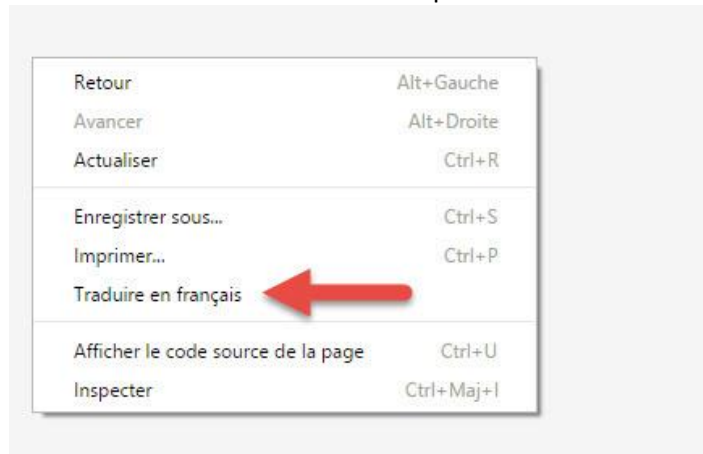 Retour Alt+Gauche
Avancer Alt+Droite
Actualiser Ctrl+R
Enregistrer sous... Ctrl+S
Imprimer... Ctrl+P
Traduire en français
Afficher le code source de la page Ctrl+U
Inspecter Ctrl+Maj+I